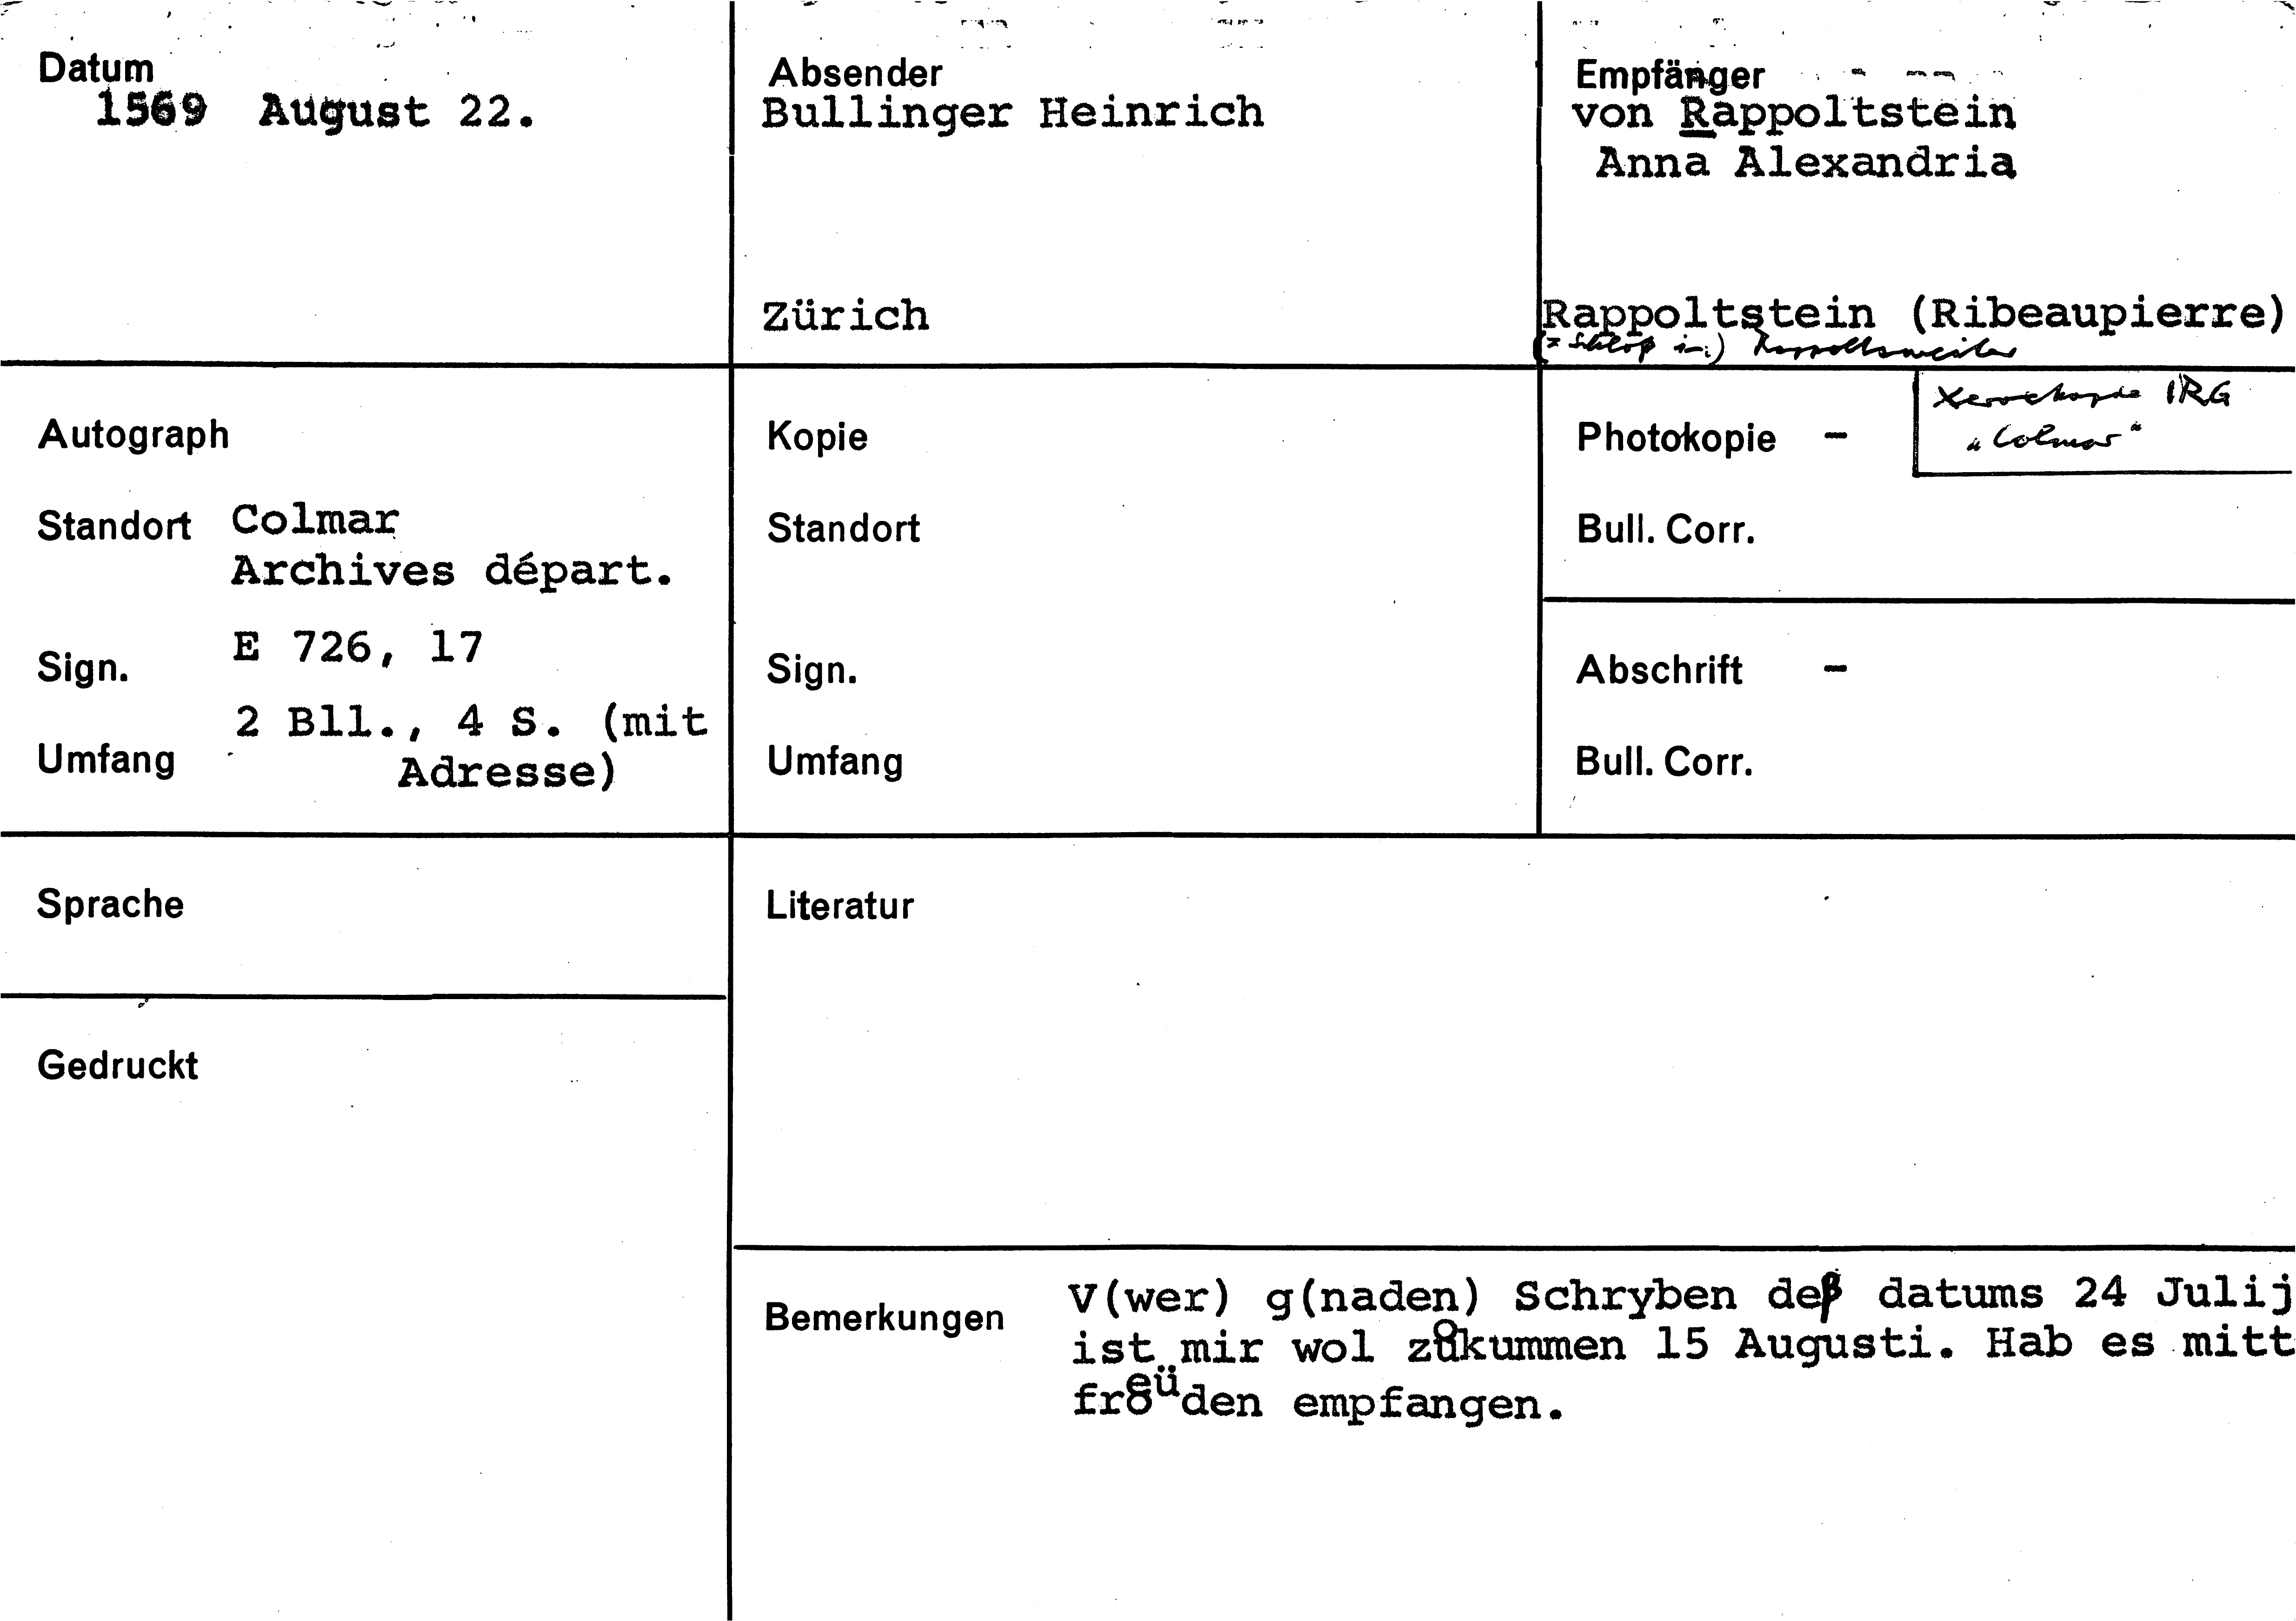 Datum
1569 August 22.
Absender
Bullinger Heinrich
Zürich
Empfänger
von Rappoltstein
Anna Alexandria
Rappoltstein (Ribeaupierre)
(= Schloß in:) Rappoltsweiler
Autograph
Standort Colmar
Archives départ.
Sign. E 726, 17
Umfang 2 Bll., 4 S. (mit
Adresse)
Kopie
Standort
Sign.
Umfang
Photokopie -
Xerokopie IRG
"Colmar"
Bull. Corr.
Abschrift -
Bull. Corr.
Sprache
Gedruckt
Literatur
Bemerkungen
V(wer) g(naden) Schryben deß datums 24 Julij
ist mir wol zůkummen 15 Augusti. Hab es mitt
froͤüden empfangen.